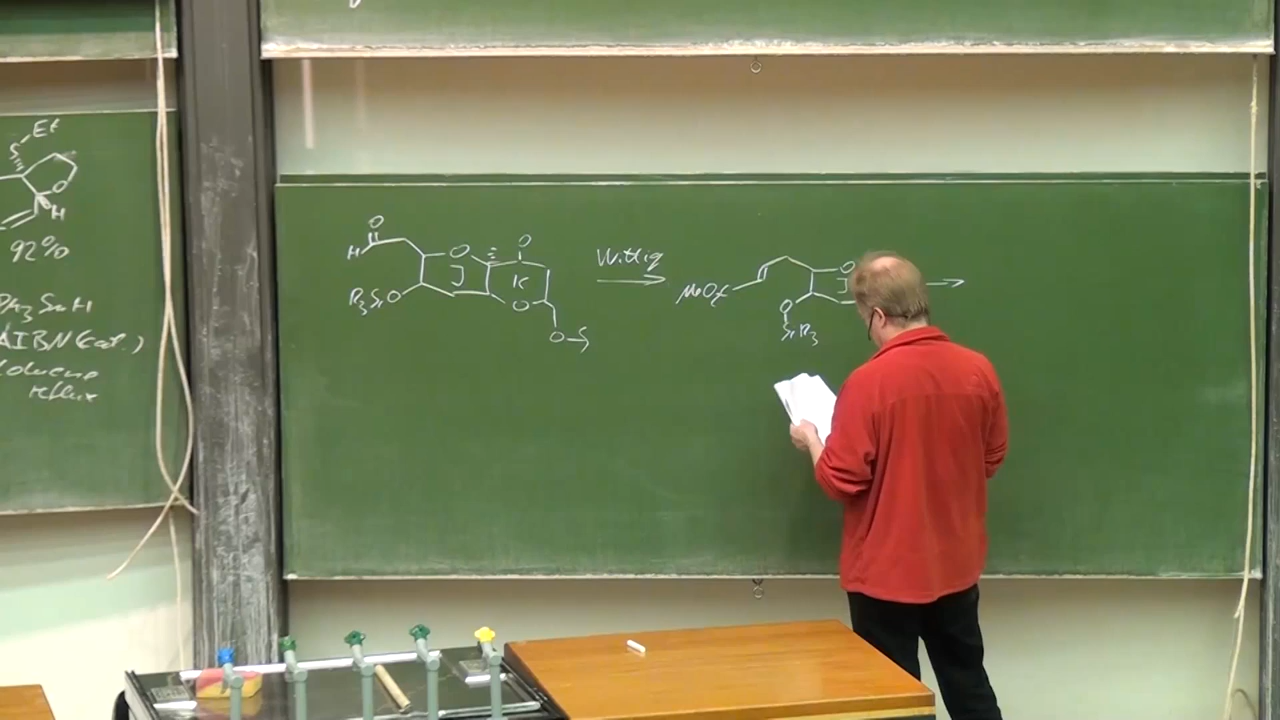 Et
S
O
H
92%
Ph₃SnH
AIBN (cat.)
toluene
reflux
O
H
O
J
K
O
R₃SiO
O
O
Wittig
MeO₂C
O
J
O
SiR₃